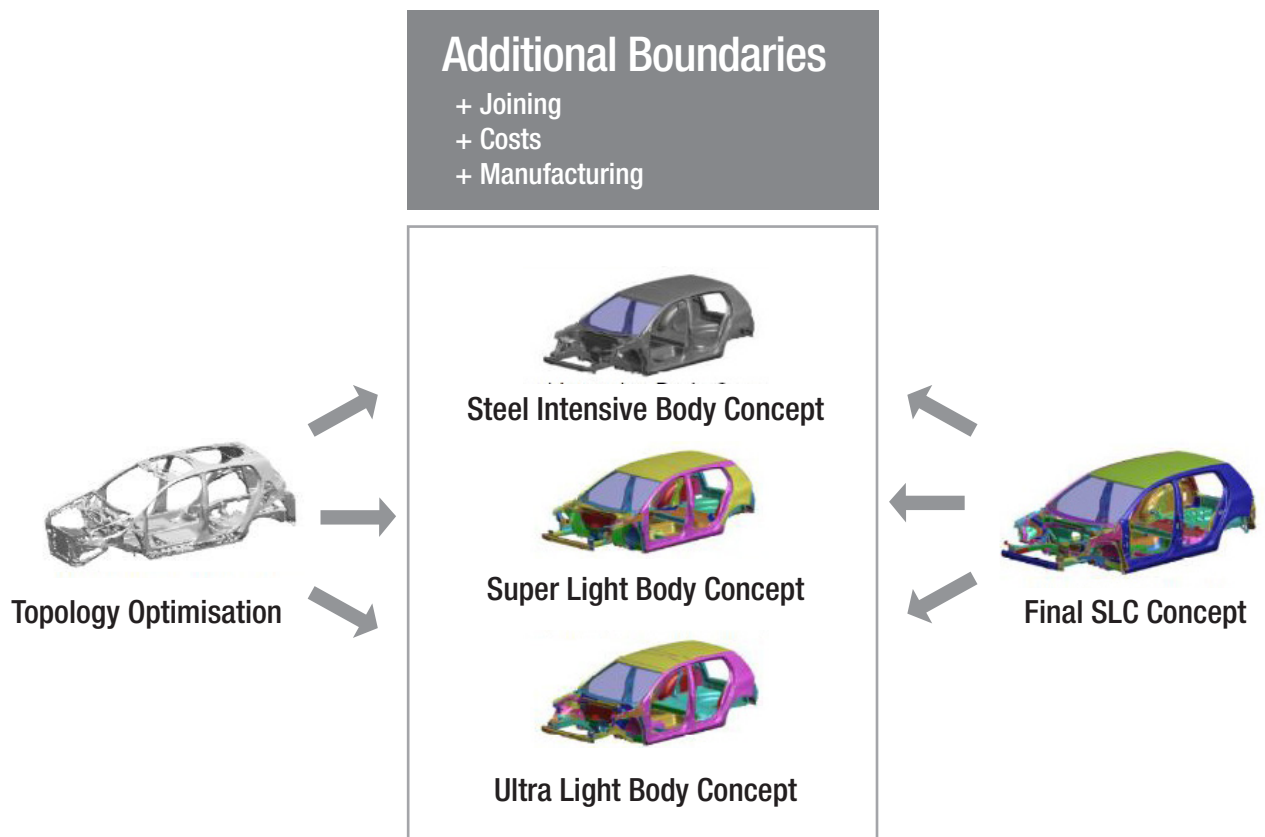 Additional Boundaries
+ Joining
+ Costs
+ Manufacturing
Steel Intensive Body Concept
Super Light Body Concept
Topology Optimisation
Final SLC Concept
Ultra Light Body Concept